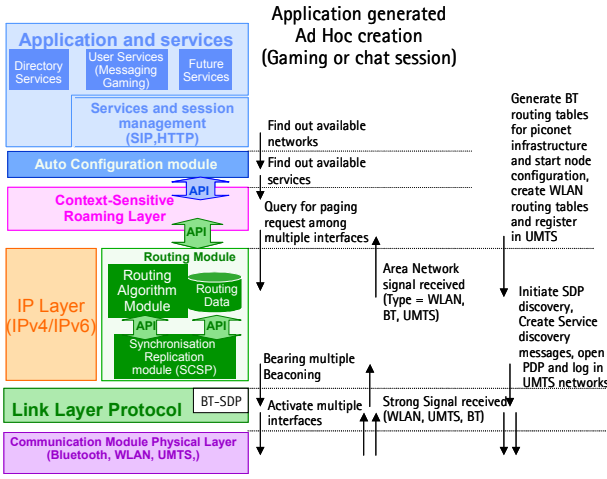 Application generated
Ad Hoc creation
(Gaming or chat session)
Application and services
Directory
Services
User Services
(Messaging
Gaming)
Future
Services
Services and session
management
(SIP,HTTP)
Auto Configuration module
API
Context-Sensitive
Roaming Layer
API
Routing Module
IP Layer
(IPv4/IPv6)
Routing
Algorithm
Module
Routing
Data
API
API
Synchronisation
Replication
module (SCSP)
Link Layer Protocol
BT-SDP
Communication Module Physical Layer
(Bluetooth, WLAN, UMTS,)
Find out available
networks
Find out available
services
Query for paging
request among
multiple interfaces
Bearing multiple
Beaconing
Activate multiple
interfaces
Area Network
signal received
(Type = WLAN,
BT, UMTS)
Strong Signal received
(WLAN, UMTS, BT)
Generate BT
routing tables
for piconet
infrastructure
and start node
configuration,
create WLAN
routing tables
and register
in UMTS
Initiate SDP
discovery,
Create Service
discovery
messages, open
PDP and log in
UMTS networks